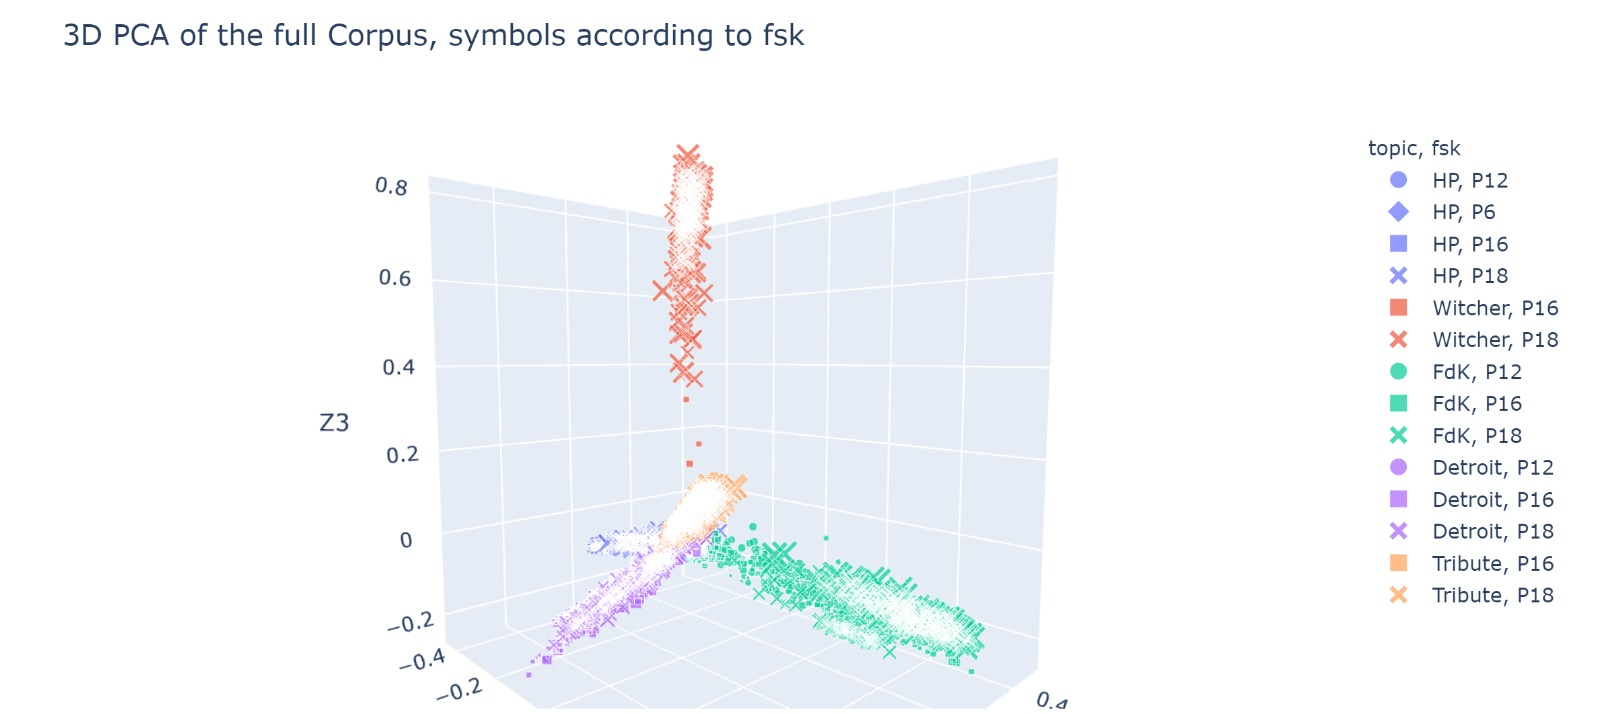 3D PCA of the full Corpus, symbols according to fsk
topic, fsk
HP, P12
HP, P6
HP, P16
HP, P18
Witcher, P16
Witcher, P18
FdK, P12
FdK, P16
FdK, P18
Detroit, P12
Detroit, P16
Detroit, P18
Tribute, P16
Tribute, P18
0.8
0.6
0.4
Z3
0.2
0
−0.2
−0.4
−0.2
0.4